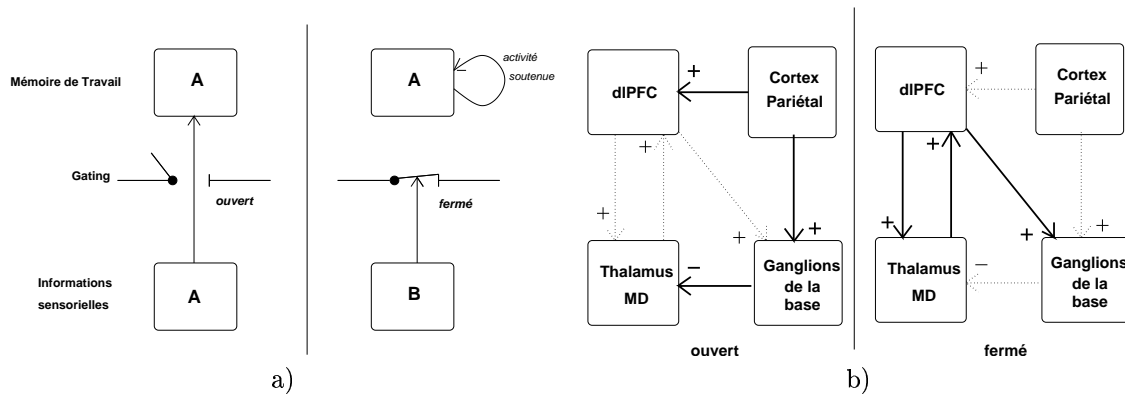 Mémoire de Travail
A
Gating
ouvert
Informations
sensorielles
A
A
activité
soutenue
–
fermé
B
a)
dlPFC
Cortex
Pariétal
+
+
+
+
+
+
Thalamus
MD
–
Ganglions
de la
base
ouvert
dlPFC
Cortex
Pariétal
+
+
+
+
+
Thalamus
MD
–
Ganglions
de la
base
fermé
b)